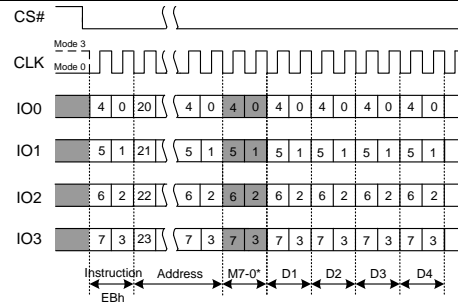 CS#
Mode 3
CLK
Mode 0
IO0 4 0 20 4 0 4 0 4 0 4 0 4 0 4 0
IO1 5 1 21 5 1 5 1 5 1 5 1 5 1 5 1
IO2 6 2 22 6 2 6 2 6 2 6 2 6 2 6 2
IO3 7 3 23 7 3 7 3 7 3 7 3 7 3 7 3
Instruction Address M7-0* D1 D2 D3 D4
EBh